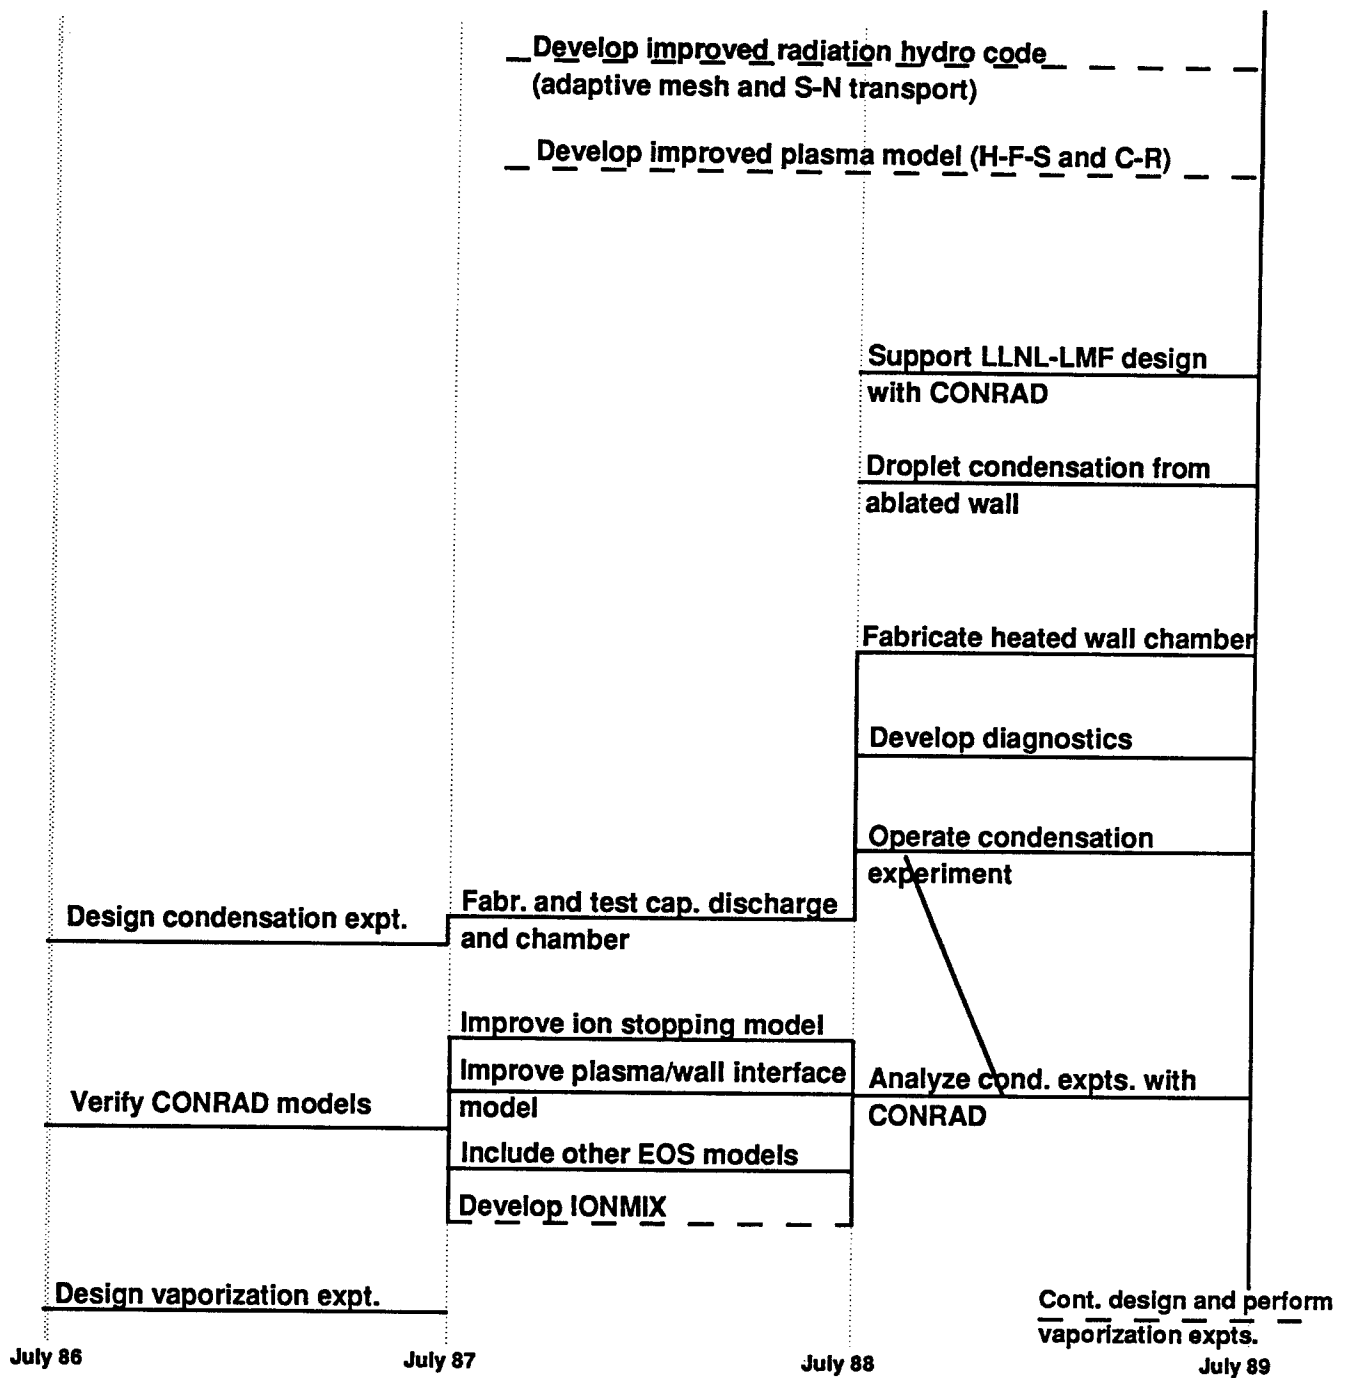 Develop improved radiation hydro code
(adaptive mesh and S-N transport)
Develop improved plasma model (H-F-S and C-R)
Support LLNL-LMF design
with CONRAD
Droplet condensation from
ablated wall
Fabricate heated wall chamber
Develop diagnostics
Operate condensation
experiment
Design condensation expt.
Fabr. and test cap. discharge
and chamber
Improve ion stopping model
Improve plasma/wall interface
model
Verify CONRAD models
Analyze cond. expts. with
CONRAD
Include other EOS models
Develop IONMIX
Design vaporization expt.
Cont. design and perform
vaporization expts.
July 86
July 87
July 88
July 89